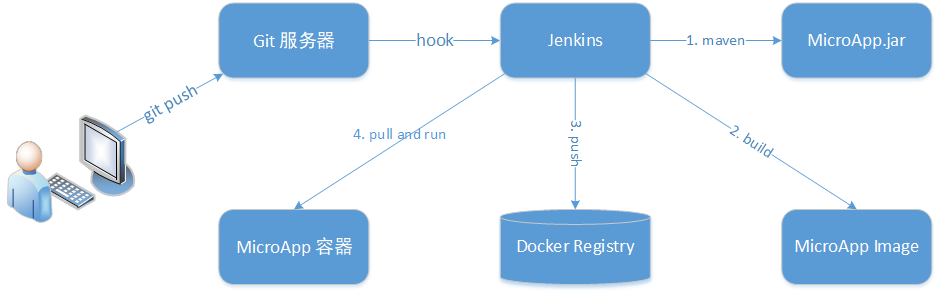 Git 服务器
hook
Jenkins
1. maven
MicroApp.jar
git push
4. pull and run
3. push
2. build
MicroApp 容器
Docker Registry
MicroApp Image